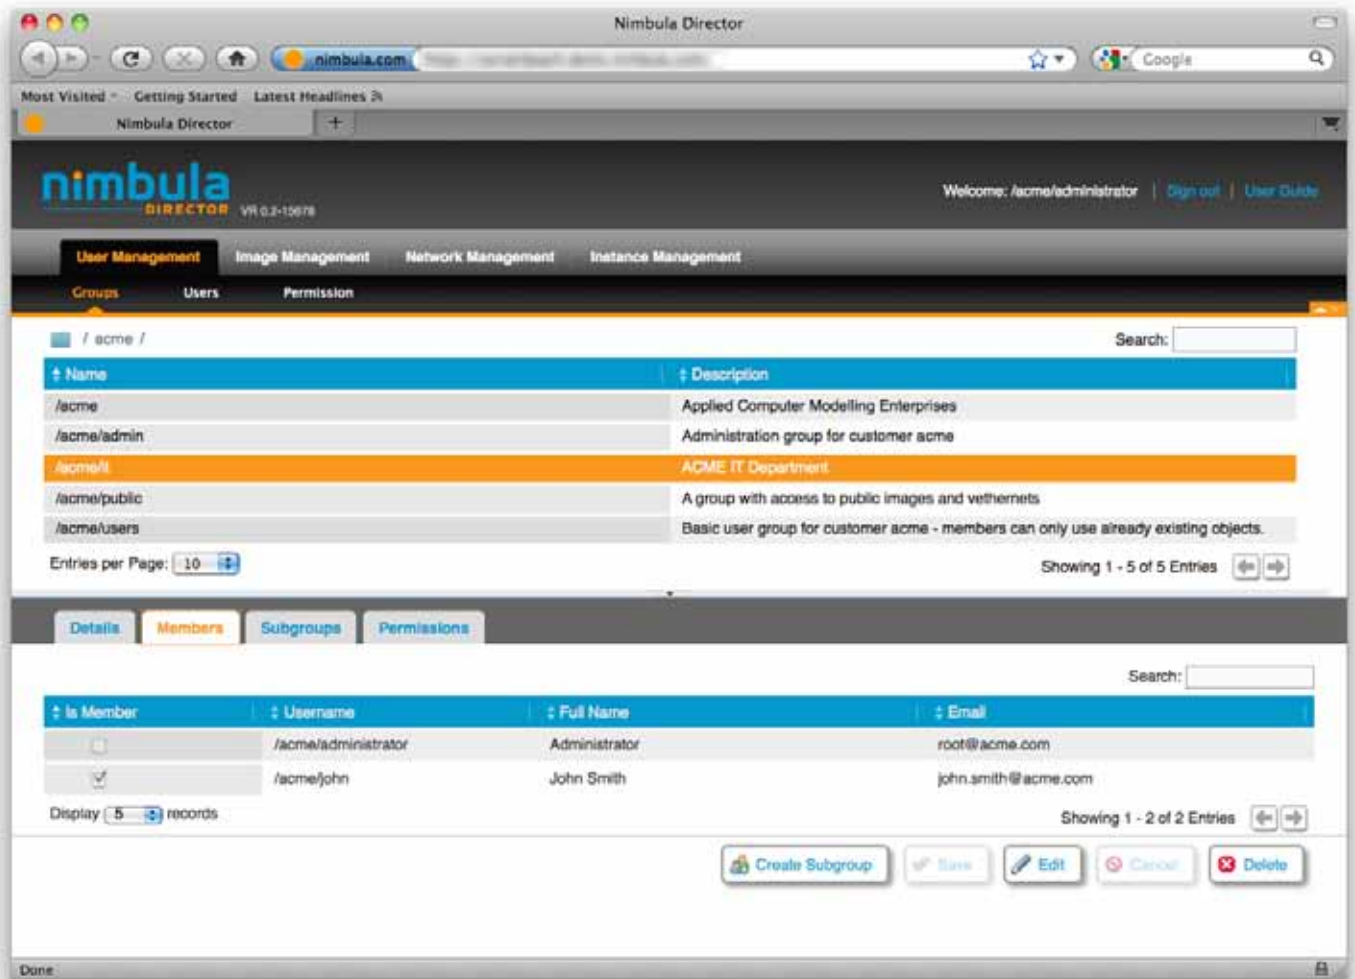 Nimbula Director
nimbula.com
Google
Most Visited Getting Started Latest Headlines
Nimbula Director +
nimbula
DIRECTOR VR 0.2-15678
Welcome: /acme/administrator | Sign out | User Guide
User Management Image Management Network Management Instance Management
Groups Users Permission
/ acme / Search:
Name Description
/acme Applied Computer Modelling Enterprises
/acme/admin Administration group for customer acme
/acme/it ACME IT Department
/acme/public A group with access to public images and vethernets
/acme/users Basic user group for customer acme - members can only use already existing objects.
Entries per Page: 10 Showing 1 - 5 of 5 Entries
Details Members Subgroups Permissions
Search:
Is Member Username Full Name Email
/acme/administrator Administrator root@acme.com
/acme/john John Smith john.smith@acme.com
Display 5 records Showing 1 - 2 of 2 Entries
Create Subgroup Save Edit Cancel Delete
Done